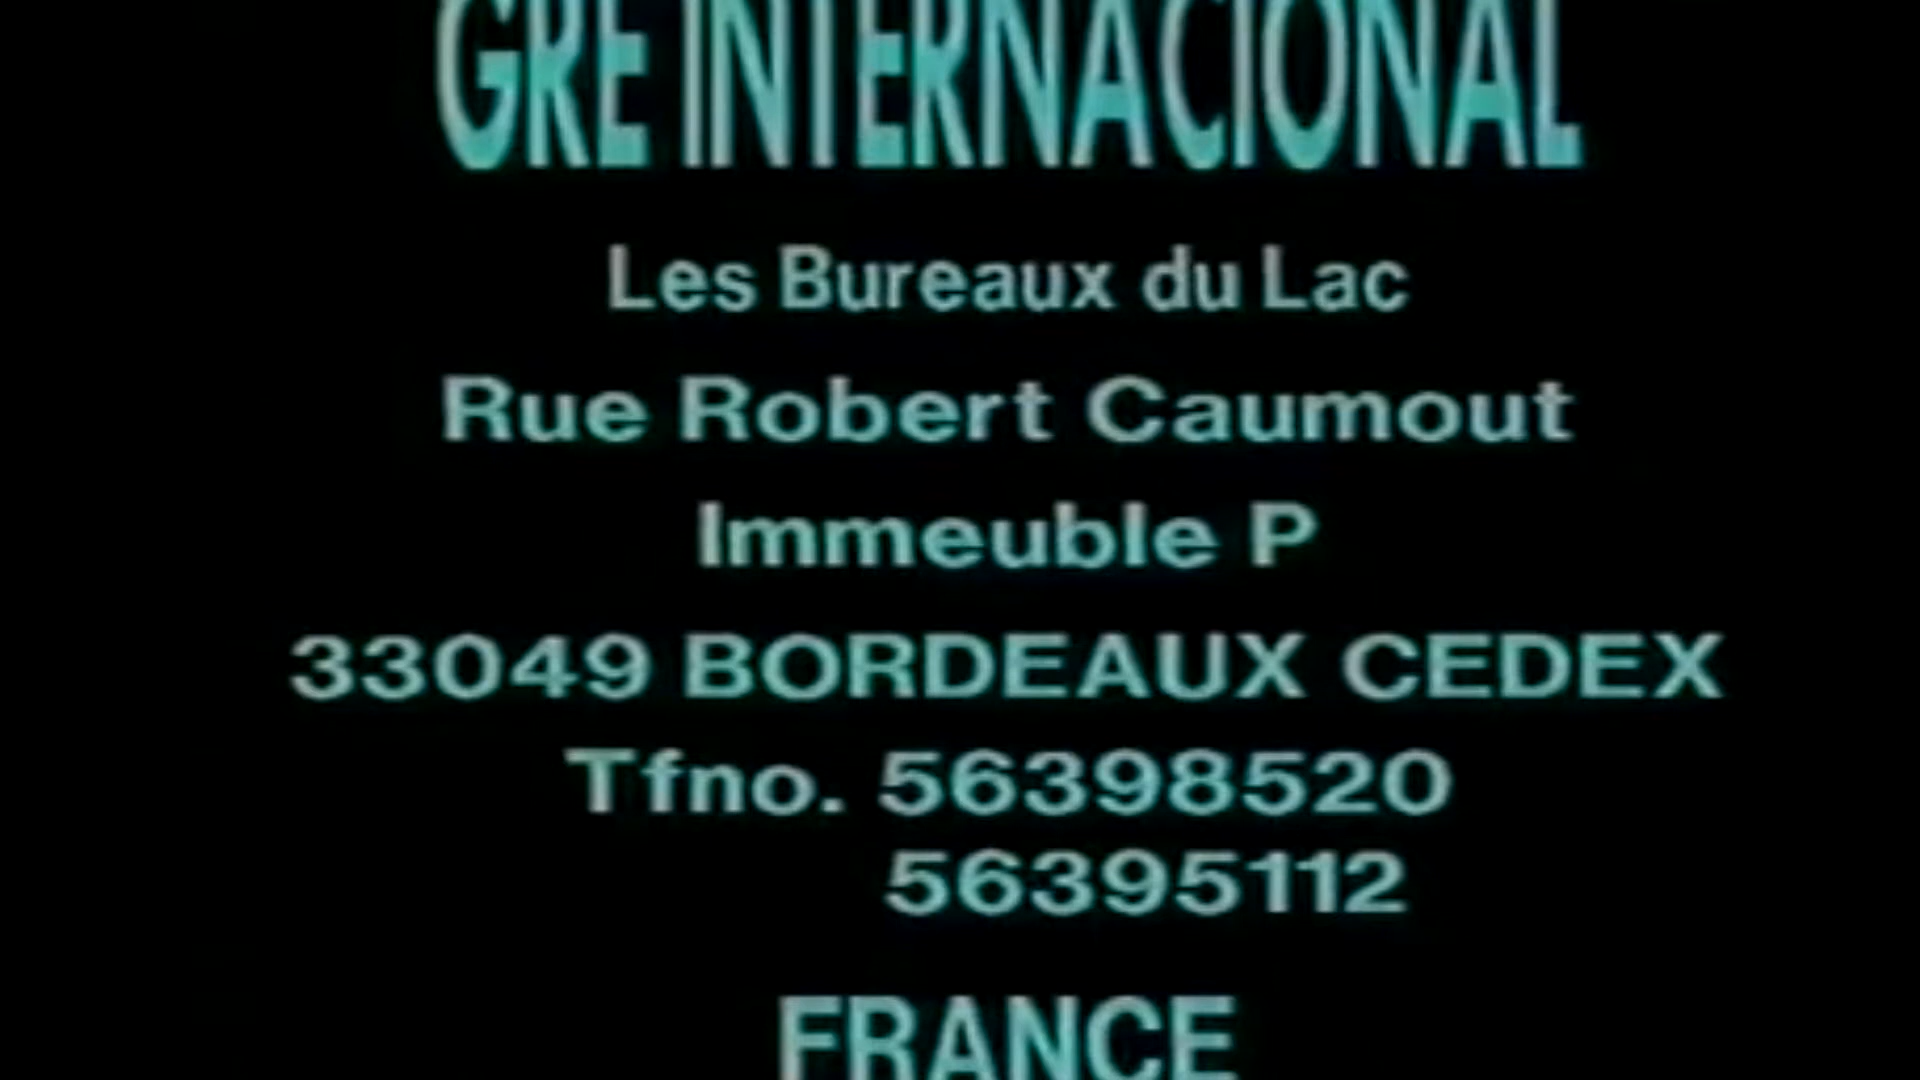 GRE INTERNACIONAL
Les Bureaux du Lac
Rue Robert Caumout
Immeuble P
33049 BORDEAUX CEDEX
Tfno. 56398520
56395112
FRANCE